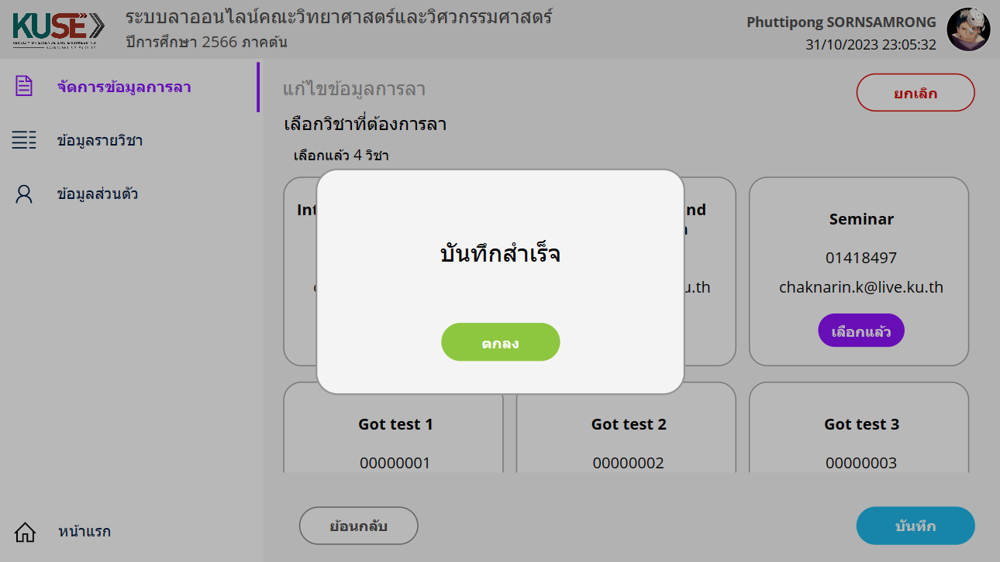 KUSE
FACULTY OF SCIENCE AND ENGINEERING
ระบบลาออนไลน์คณะวิทยาศาสตร์และวิศวกรรมศาสตร์
ปีการศึกษา 2566 ภาคต้น
Phuttipong SORNSAMRONG
31/10/2023 23:05:32
จัดการข้อมูลการลา
ข้อมูลรายวิชา
ข้อมูลส่วนตัว
หน้าแรก
แก้ไขข้อมูลการลา
ยกเลิก
เลือกวิชาที่ต้องการลา
เลือกแล้ว 4 วิชา
Seminar
01418497
chaknarin.k@live.ku.th
เลือกแล้ว
บันทึกสำเร็จ
ตกลง
Got test 1
00000001
Got test 2
00000002
Got test 3
00000003
ย้อนกลับ
บันทึก